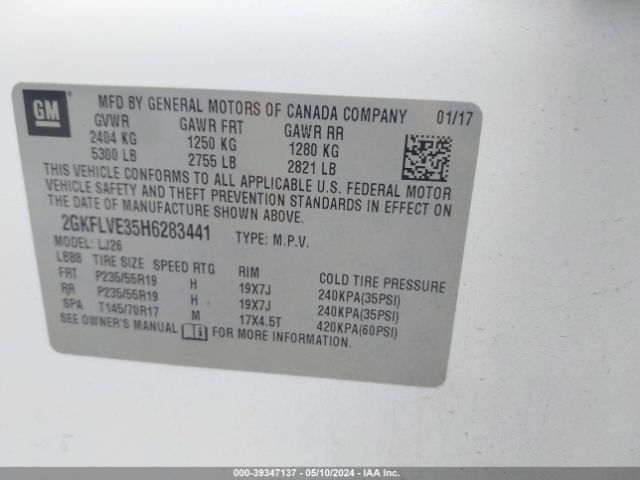 GM
MFD BY GENERAL MOTORS OF CANADA COMPANY 01/17
GVWR GAWR FRT GAWR RR
2404 KG 1250 KG 1280 KG
5300 LB 2755 LB 2821 LB
THIS VEHICLE CONFORMS TO ALL APPLICABLE U.S. FEDERAL MOTOR
VEHICLE SAFETY AND THEFT PREVENTION STANDARDS IN EFFECT ON
THE DATE OF MANUFACTURE SHOWN ABOVE.
2GKFLVE35H6283441 TYPE: M.P.V.
MODEL: LJ26
LBB8 TIRE SIZE SPEED RTG RIM COLD TIRE PRESSURE
FRT P235/55R19 H 19X7J 240KPA(35PSI)
RR P235/55R19 H 19X7J 240KPA(35PSI)
SPA T145/70R17 M 17X4.5T 420KPA(60PSI)
SEE OWNER'S MANUAL i FOR MORE INFORMATION.
000-39347137 - 05/10/2024 - IAA Inc.